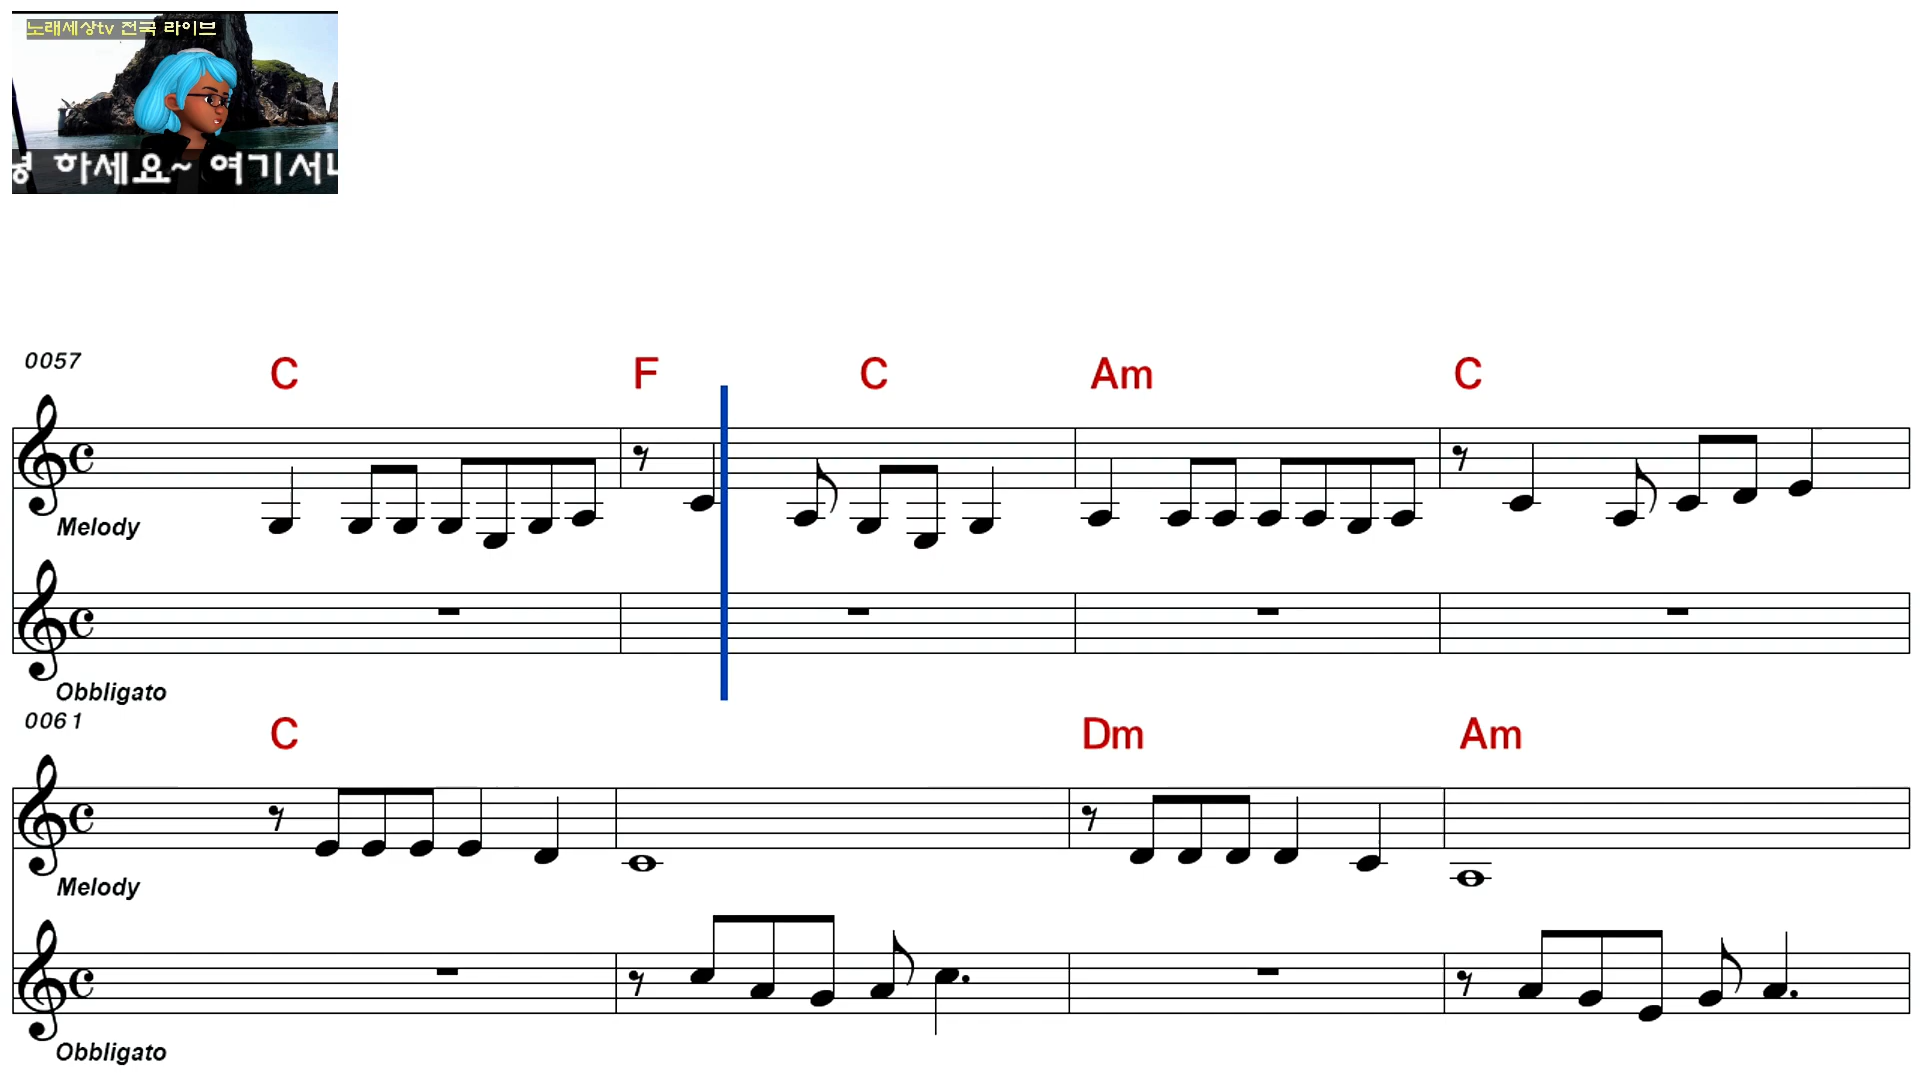 노래세상tv 전국 라이브
하세요~ 여기서
0057
C F C Am C
Melody
Obbligato
0061
C Dm Am
Melody
Obbligato